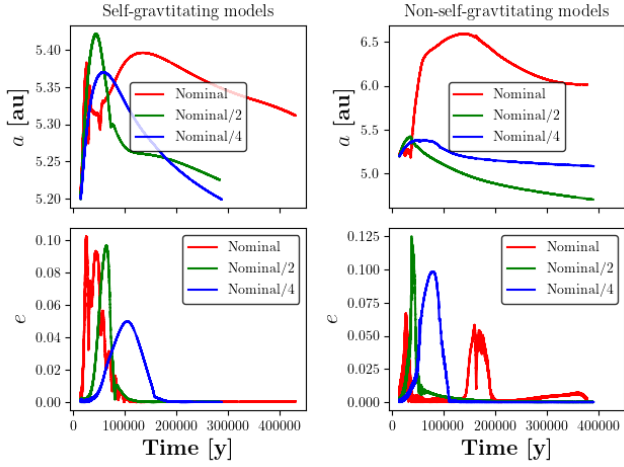 Self-gravtitating models
Non-self-gravtitating models
a [au]
5.40
5.35
5.30
5.25
5.20
Nominal
Nominal/2
Nominal/4
a [au]
6.5
6.0
5.5
5.0
Nominal
Nominal/2
Nominal/4
e
0.10
0.08
0.06
0.04
0.02
0.00
Nominal
Nominal/2
Nominal/4
0 100000 200000 300000 400000
Time [y]
e
0.125
0.100
0.075
0.050
0.025
0.000
Nominal
Nominal/2
Nominal/4
0 100000 200000 300000 400000
Time [y]